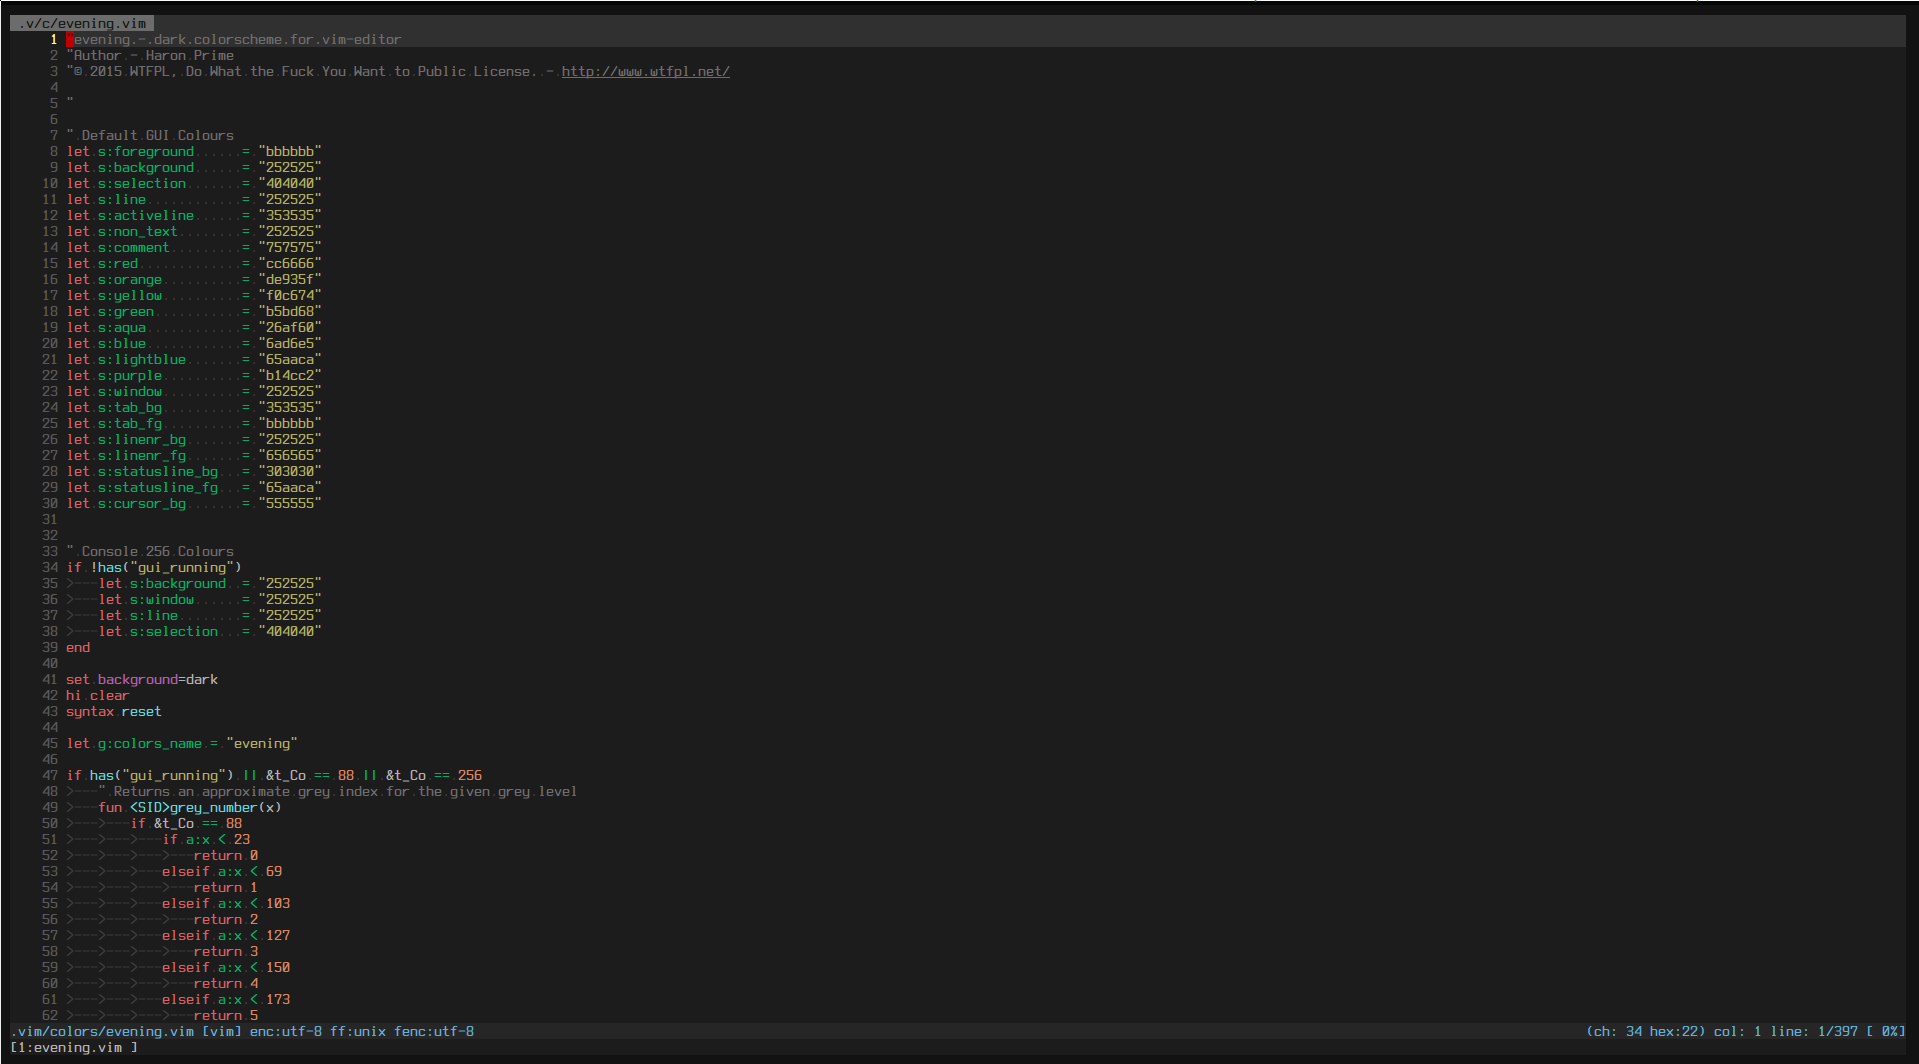 .v/c/evening.vim
1 "evening - dark colorscheme for vim-editor
2 "Author - Haron Prime
3 "© 2015 WTFPL, Do What the Fuck You Want to Public License. - http://www.wtfpl.net/
4
5 "
6
7 " Default GUI Colours
8 let s:foreground = "bbbbbb"
9 let s:background = "252525"
10 let s:selection = "404040"
11 let s:line = "252525"
12 let s:activeline = "353535"
13 let s:non_text = "252525"
14 let s:comment = "757575"
15 let s:red = "cc6666"
16 let s:orange = "de935f"
17 let s:yellow = "f0c674"
18 let s:green = "b5bd68"
19 let s:aqua = "26af60"
20 let s:blue = "6ad6e5"
21 let s:lightblue = "65aaca"
22 let s:purple = "b14cc2"
23 let s:window = "252525"
24 let s:tab_bg = "353535"
25 let s:tab_fg = "bbbbbb"
26 let s:linenr_bg = "252525"
27 let s:linenr_fg = "656565"
28 let s:statusline_bg = "303030"
29 let s:statusline_fg = "65aaca"
30 let s:cursor_bg = "555555"
31
32
33 " Console 256 Colours
34 if !has("gui_running")
35 >---let s:background = "252525"
36 >---let s:window = "252525"
37 >---let s:line = "252525"
38 >---let s:selection = "404040"
39 end
40
41 set background=dark
42 hi clear
43 syntax reset
44
45 let g:colors_name = "evening"
46
47 if has("gui_running") || &t_Co == 88 || &t_Co == 256
48 >---" Returns an approximate grey index for the given grey level
49 >---fun <SID>grey_number(x)
50 >--->---if &t_Co == 88
51 >--->--->---if a:x < 23
52 >--->--->--->---return 0
53 >--->--->---elseif a:x < 69
54 >--->--->--->---return 1
55 >--->--->---elseif a:x < 103
56 >--->--->--->---return 2
57 >--->--->---elseif a:x < 127
58 >--->--->--->---return 3
59 >--->--->---elseif a:x < 150
60 >--->--->--->---return 4
61 >--->--->---elseif a:x < 173
62 >--->--->--->---return 5
.vim/colors/evening.vim [vim] enc:utf-8 ff:unix fenc:utf-8 (ch: 34 hex:22) col: 1 line: 1/397 [ 0%]
[1:evening.vim ]